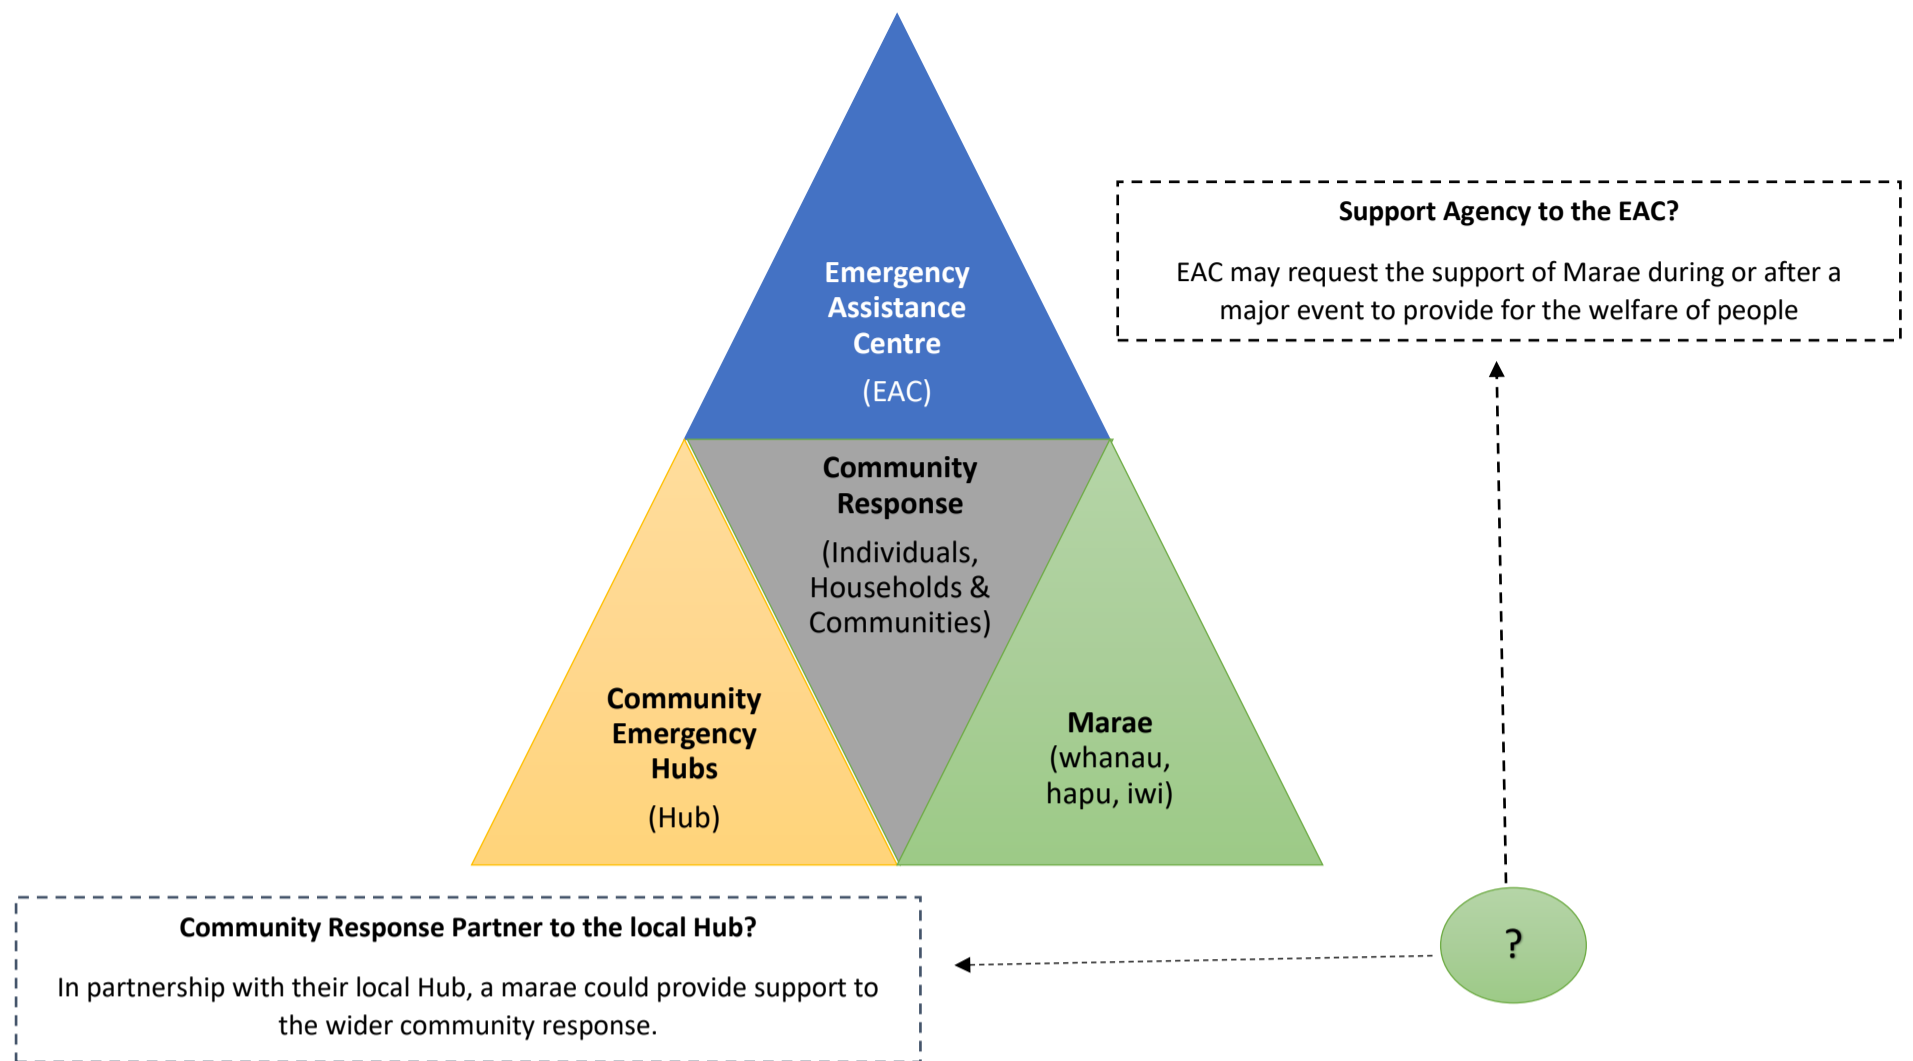 Emergency
Assistance
Centre
(EAC)
Support Agency to the EAC?
EAC may request the support of Marae during or after a
major event to provide for the welfare of people
Community
Response
(Individuals,
Households &
Communities)
Community
Emergency
Hubs
(Hub)
Marae
(whanau,
hapu, iwi)
Community Response Partner to the local Hub?
In partnership with their local Hub, a marae could provide support to
the wider community response.
?